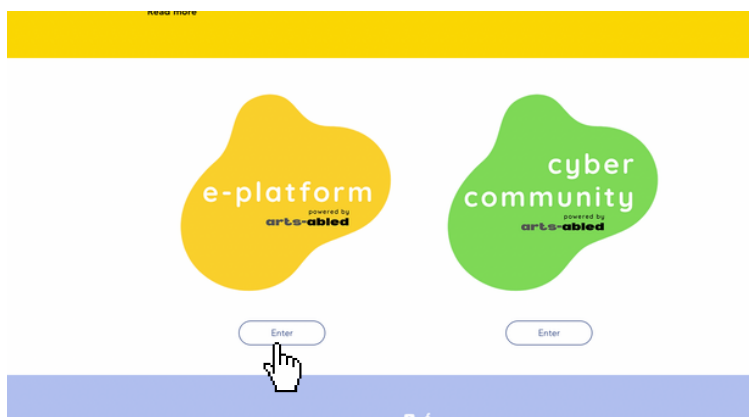 Read more
e-platform
powered by
arts-abled
cyber
community
powered by
arts-abled
Enter
Enter